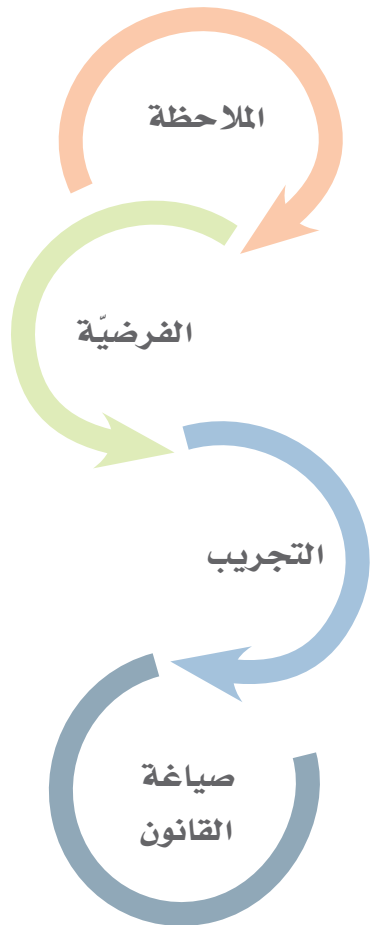 الملاحظة
الفرضيّة
التجريب
صياغة
القانون